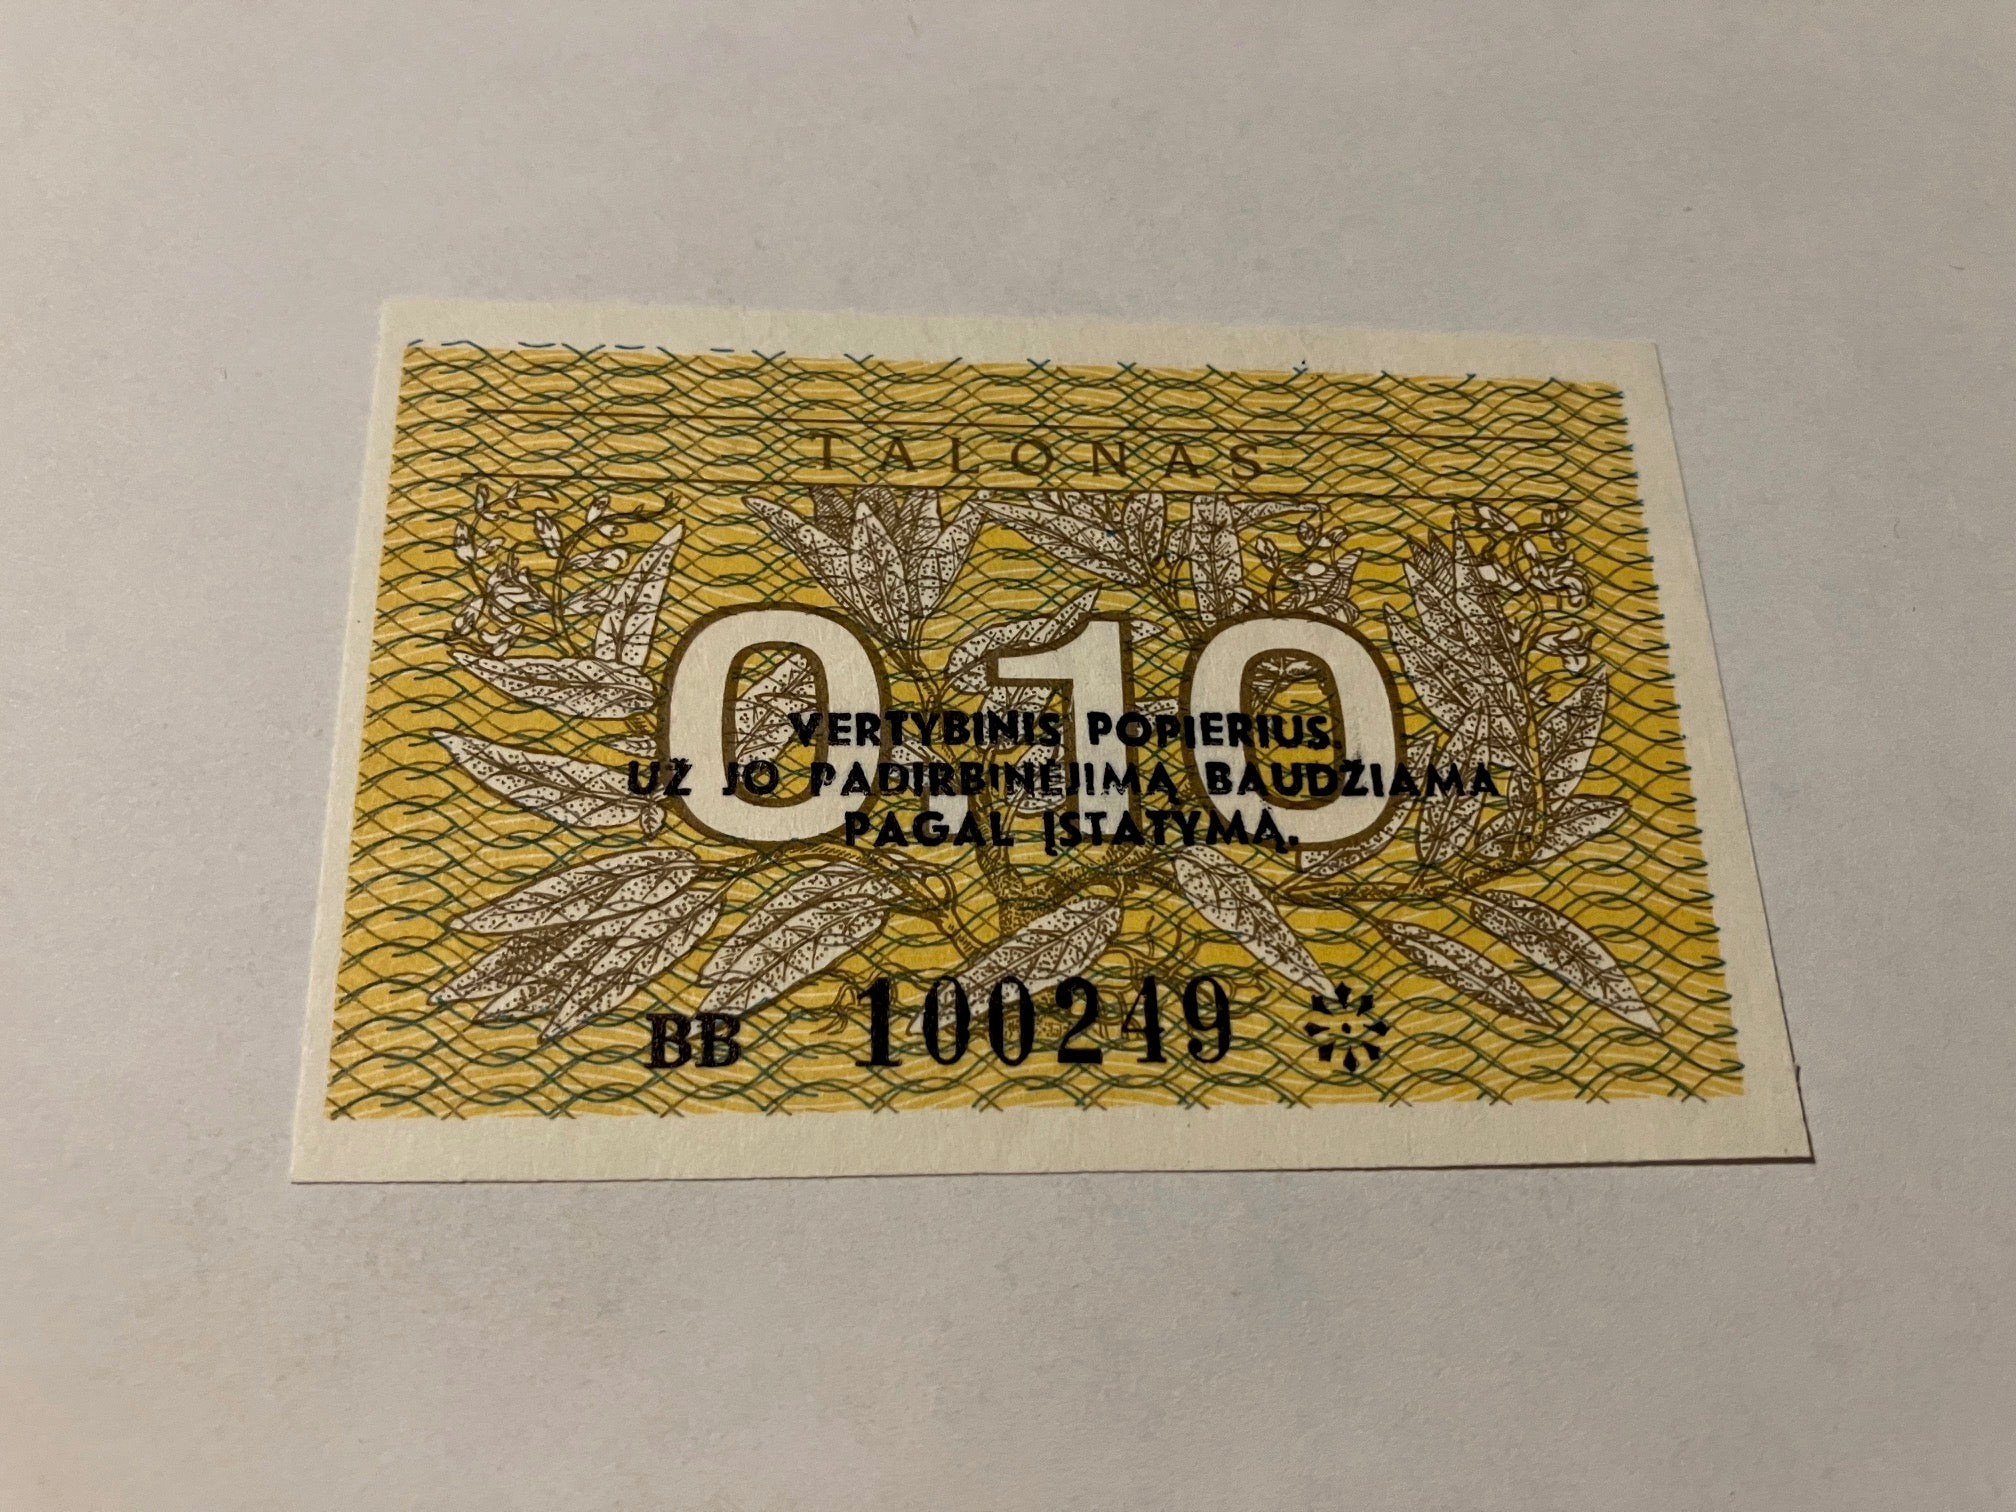 TALONAS
0.10
VERTYBINIS POPIERIUS.
UŽ JO PADIRBINĖJIMĄ BAUDŽIAMA
PAGAL ĮSTATYMĄ.
BB 100249